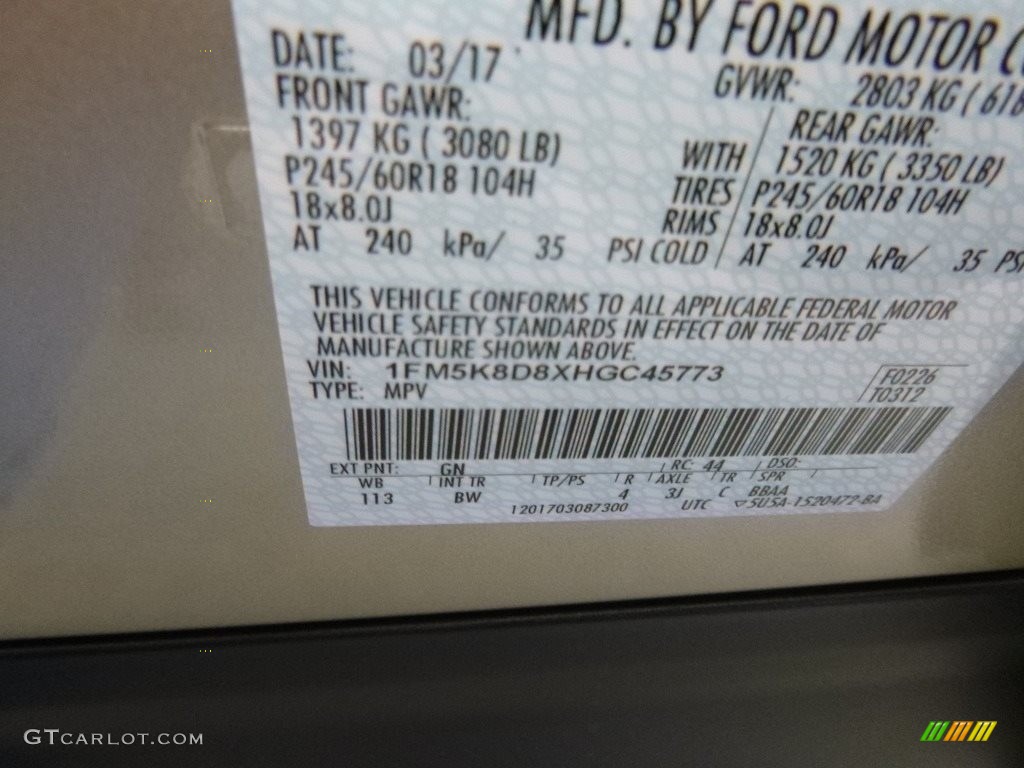 MFD. BY FORD MOTOR
DATE: 03/17
GVWR: 2803 KG ( 618
FRONT GAWR:
REAR GAWR:
1397 KG ( 3080 LB)
WITH
1520 KG ( 3350 LB)
P245/60R18 104H
TIRES
P245/60R18 104H
18x8.0J
RIMS
18x8.0J
AT 240 kPa/ 35 PSI COLD
AT 240 kPa/ 35 PSI
THIS VEHICLE CONFORMS TO ALL APPLICABLE FEDERAL MOTOR
VEHICLE SAFETY STANDARDS IN EFFECT ON THE DATE OF
MANUFACTURE SHOWN ABOVE.
VIN: 1FM5K8D8XHGC45773
F0226
TYPE: MPV
T0312
EXT PNT: GN RC: 44 DSO:
WB INT TR TP/PS R AXLE TR SPR
113 BW 4 3J C BBAA
1201703087300 UTC ▽5U5A-1520472-BA
GTCARLOT.COM